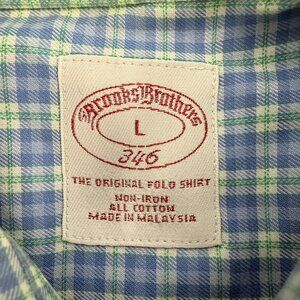 Brooks Brothers
L
346
THE ORIGINAL POLO SHIRT
NON-IRON
ALL COTTON
MADE IN MALAYSIA